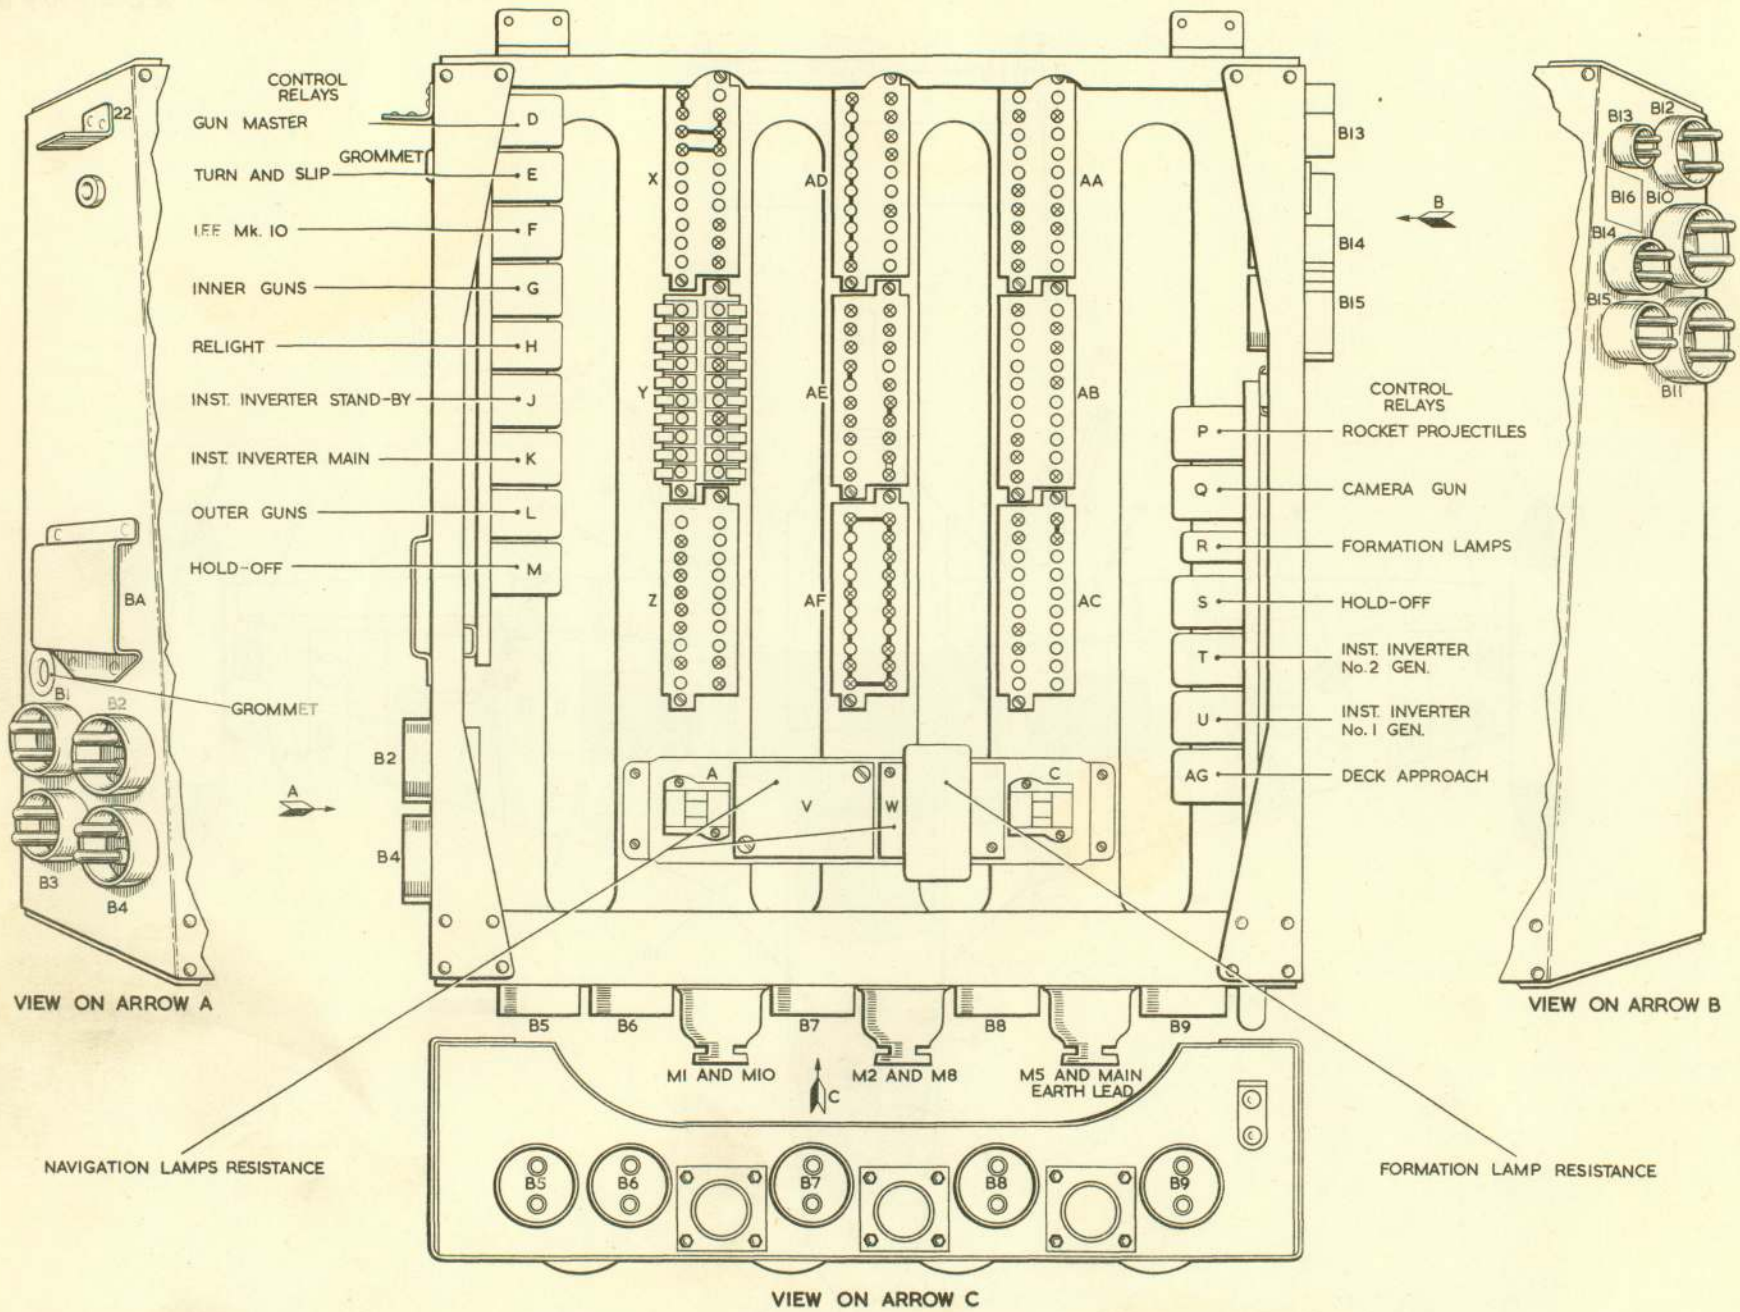 CONTROL
RELAYS
GUN MASTER
GROMMET
TURN AND SLIP
I.F.F. Mk. 10
INNER GUNS
RELIGHT
INST. INVERTER STAND-BY
INST. INVERTER MAIN
OUTER GUNS
HOLD-OFF
D
E
F
G
H
J
K
L
M
22
BA
GROMMET
B1
B2
B3
B4
VIEW ON ARROW A
A
B2
B4
X
Y
Z
AD
AE
AF
AA
AB
AC
A
V
W
C
B13
B14
B15
B
P
Q
R
S
T
U
AG
CONTROL
RELAYS
ROCKET PROJECTILES
CAMERA GUN
FORMATION LAMPS
HOLD-OFF
INST. INVERTER
No. 2 GEN.
INST. INVERTER
No. 1 GEN.
DECK APPROACH
B13
B12
B16
B10
B14
B15
B11
VIEW ON ARROW B
B5
B6
B7
B8
B9
M1 AND M10
M2 AND M8
M5 AND MAIN
EARTH LEAD
C
NAVIGATION LAMPS RESISTANCE
FORMATION LAMP RESISTANCE
B5
B6
B7
B8
B9
VIEW ON ARROW C